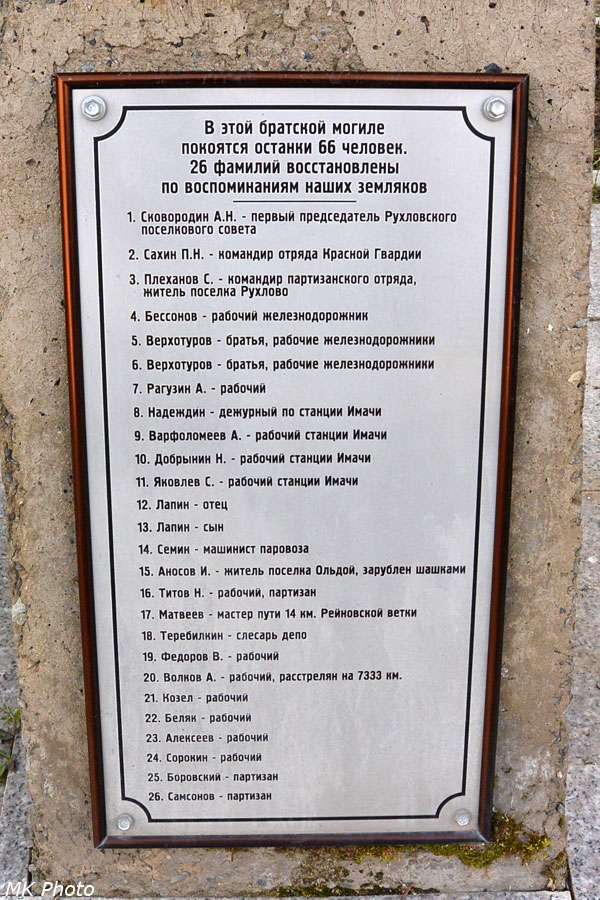 В этой братской могиле
покоятся останки 66 человек.
26 фамилий восстановлены
по воспоминаниям наших земляков
1. Сковородин А.Н. - первый председатель Рухловского
поселкового совета
2. Сахин П.Н. - командир отряда Красной Гвардии
3. Плеханов С. - командир партизанского отряда,
житель поселка Рухлово
4. Бессонов - рабочий железнодорожник
5. Верхотуров - братья, рабочие железнодорожники
6. Верхотуров - братья, рабочие железнодорожники
7. Рагузин А. - рабочий
8. Надеждин - дежурный по станции Имачи
9. Варфоломеев А. - рабочий станции Имачи
10. Добрынин Н. - рабочий станции Имачи
11. Яковлев С. - рабочий станции Имачи
12. Лапин - отец
13. Лапин - сын
14. Семин - машинист паровоза
15. Аносов И. - житель поселка Ольдой, зарублен шашками
16. Титов Н. - рабочий, партизан
17. Матвеев - мастер пути 14 км. Рейновской ветки
18. Теребилкин - слесарь депо
19. Федоров В. - рабочий
20. Волков А. - рабочий, расстрелян на 7333 км.
21. Козел - рабочий
22. Беляк - рабочий
23. Алексеев - рабочий
24. Сорокин - рабочий
25. Боровский - партизан
26. Самсонов - партизан
MK Photo